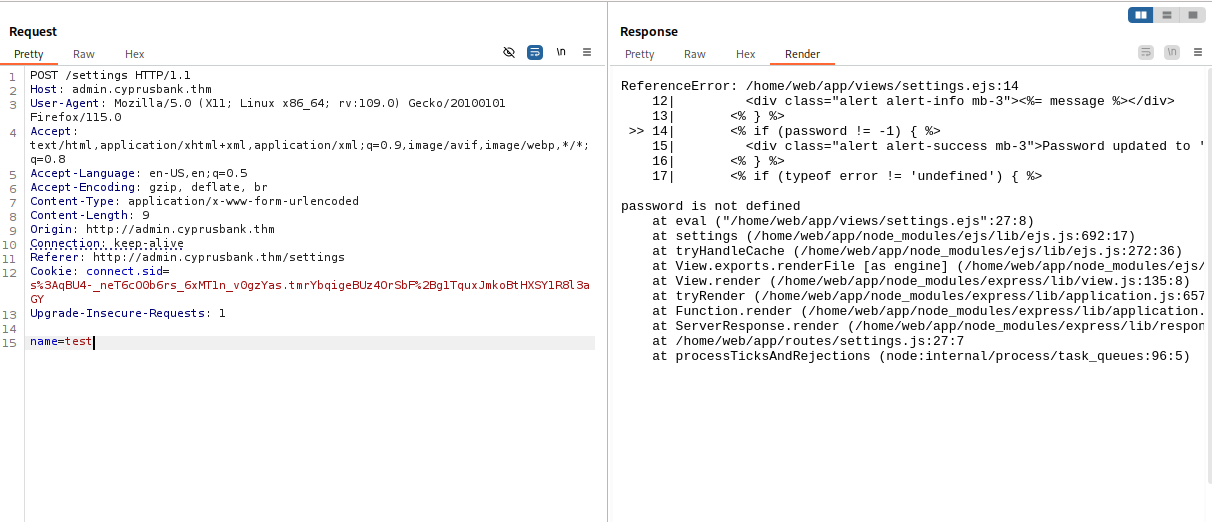 Request
Pretty Raw Hex
\n
1 POST /settings HTTP/1.1
2 Host: admin.cyprusbank.thm
3 User-Agent: Mozilla/5.0 (X11; Linux x86_64; rv:109.0) Gecko/20100101
Firefox/115.0
4 Accept:
text/html,application/xhtml+xml,application/xml;q=0.9,image/avif,image/webp,*/*;
q=0.8
5 Accept-Language: en-US,en;q=0.5
6 Accept-Encoding: gzip, deflate, br
7 Content-Type: application/x-www-form-urlencoded
8 Content-Length: 9
9 Origin: http://admin.cyprusbank.thm
10 Connection: keep-alive
11 Referer: http://admin.cyprusbank.thm/settings
12 Cookie: connect.sid=
13 Upgrade-Insecure-Requests: 1
14
15 name=test
Response
Pretty Raw Hex Render
\n
ReferenceError: /home/web/app/views/settings.ejs:14
12| <div class="alert alert-info mb-3"><%= message %></div>
13| <% } %>
>> 14| <% if (password != -1) { %>
15| <div class="alert alert-success mb-3">Password updated to '
16| <% } %>
17| <% if (typeof error != 'undefined') { %>
password is not defined
at eval ("/home/web/app/views/settings.ejs":27:8)
at settings (/home/web/app/node_modules/ejs/lib/ejs.js:692:17)
at tryHandleCache (/home/web/app/node_modules/ejs/lib/ejs.js:272:36)
at View.exports.renderFile [as engine] (/home/web/app/node_modules/ejs/
at View.render (/home/web/app/node_modules/express/lib/view.js:135:8)
at tryRender (/home/web/app/node_modules/express/lib/application.js:657
at Function.render (/home/web/app/node_modules/express/lib/application.
at ServerResponse.render (/home/web/app/node_modules/express/lib/respon
at /home/web/app/routes/settings.js:27:7
at processTicksAndRejections (node:internal/process/task_queues:96:5)